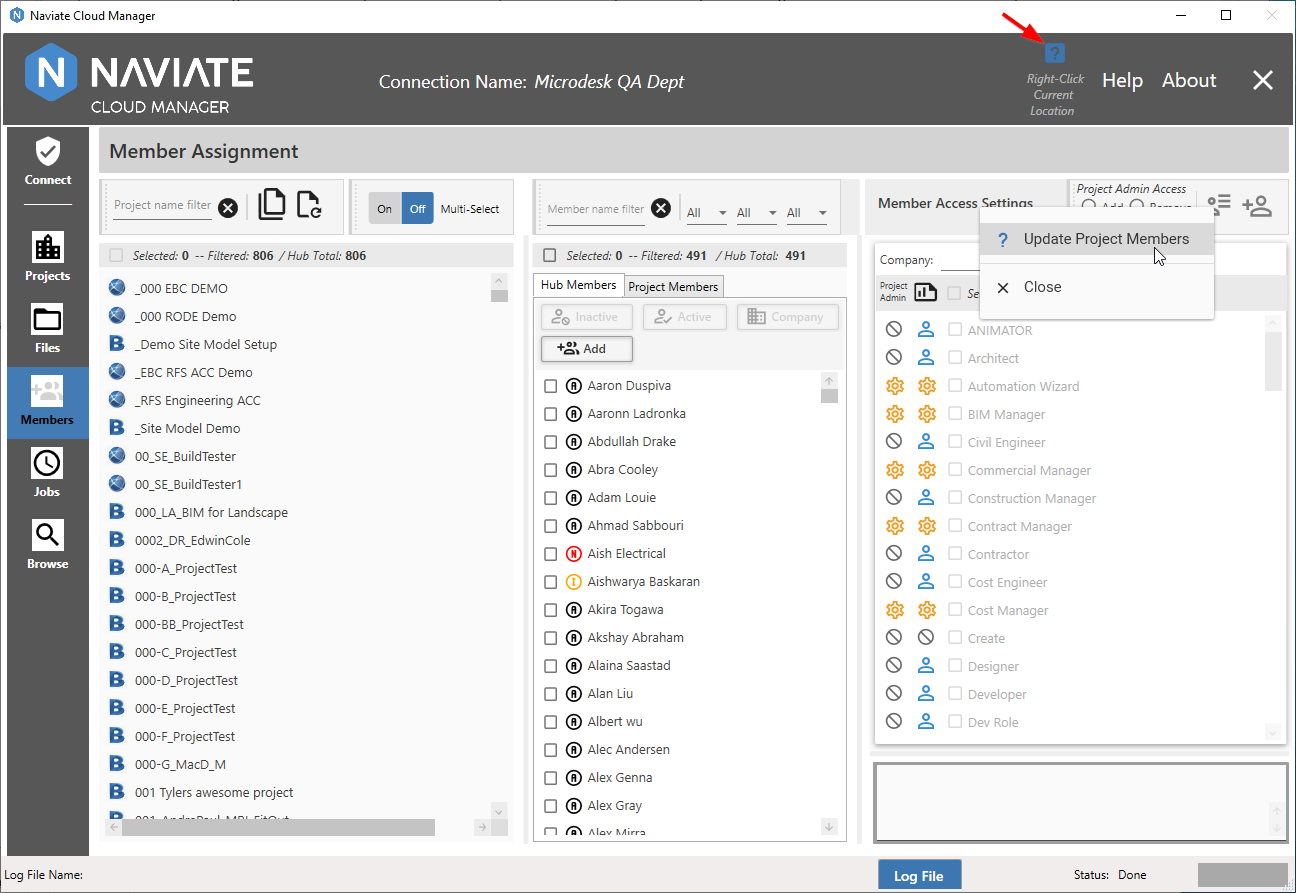 Naviate Cloud Manager
NAVIATE
CLOUD MANAGER
Connection Name: Microdesk QA Dept
?
Right-Click
Current
Location
Help
About
Connect
Projects
Files
Members
Jobs
Browse
Member Assignment
Project name filter
On
Off
Multi-Select
Selected: 0 -- Filtered: 806 / Hub Total: 806
_000 EBC DEMO
_000 RODE Demo
_Demo Site Model Setup
_EBC RFS ACC Demo
_RFS Engineering ACC
_Site Model Demo
00_SE_BuildTester
00_SE_BuildTester1
000_LA_BIM for Landscape
0002_DR_EdwinCole
000-A_ProjectTest
000-B_ProjectTest
000-BB_ProjectTest
000-C_ProjectTest
000-D_ProjectTest
000-E_ProjectTest
000-F_ProjectTest
000-G_MacD_M
001 Tylers awesome project
001_AndrePaul_MRI_FitOut
Member name filter
All
All
All
Selected: 0 -- Filtered: 491 / Hub Total: 491
Hub Members
Project Members
Inactive
Active
Company
Add
Aaron Duspiva
Aaronn Ladronka
Abdullah Drake
Abra Cooley
Adam Louie
Ahmad Sabbouri
Aish Electrical
Aishwarya Baskaran
Akira Togawa
Akshay Abraham
Alaina Saastad
Alan Liu
Albert wu
Alec Andersen
Alex Genna
Alex Gray
Alex Mirra
Member Access Settings
Project Admin Access
Add
Remove
? Update Project Members
Close
Company:
Project
Admin
Se
ANIMATOR
Architect
Automation Wizard
BIM Manager
Civil Engineer
Commercial Manager
Construction Manager
Contract Manager
Contractor
Cost Engineer
Cost Manager
Create
Designer
Developer
Dev Role
Log File Name:
Log File
Status: Done